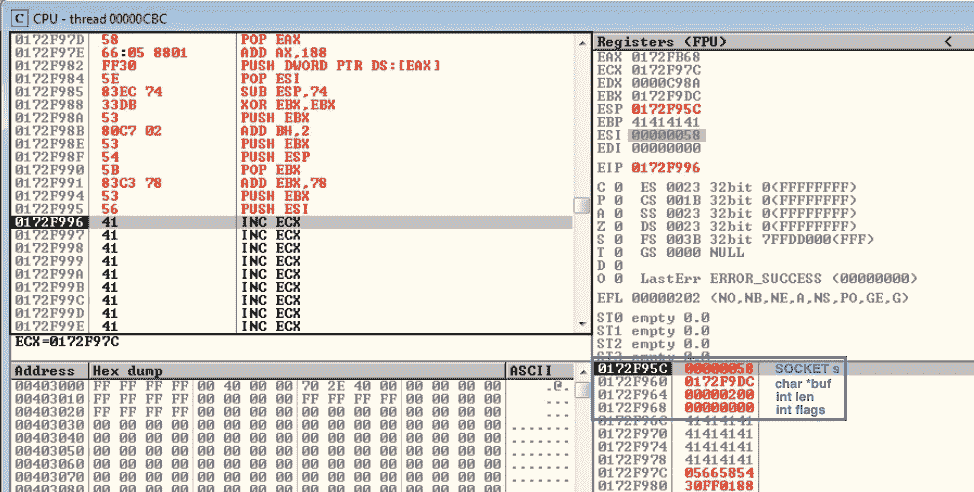 C CPU - thread 00000CBC
0172F97D 58 POP EAX
0172F97E 66:05 8801 ADD AX,188
0172F982 FF30 PUSH DWORD PTR DS:[EAX]
0172F984 5E POP ESI
0172F985 83EC 74 SUB ESP,74
0172F988 33DB XOR EBX,EBX
0172F98A 53 PUSH EBX
0172F98B 80C7 02 ADD BH,2
0172F98E 53 PUSH EBX
0172F98F 54 PUSH ESP
0172F990 5B POP EBX
0172F991 83C3 78 ADD EBX,78
0172F994 53 PUSH EBX
0172F995 56 PUSH ESI
0172F996 41 INC ECX
0172F997 41 INC ECX
0172F998 41 INC ECX
0172F999 41 INC ECX
0172F99A 41 INC ECX
0172F99B 41 INC ECX
0172F99C 41 INC ECX
0172F99D 41 INC ECX
0172F99E 41 INC ECX
ECX=0172F97C
Registers (FPU) <
EAX 0172FB68
ECX 0172F97C
EDX 0000C98A
EBX 0172F9DC
ESP 0172F95C
EBP 41414141
ESI 00000058
EDI 00000000
EIP 0172F996
C 0 ES 0023 32bit 0(FFFFFFFF)
P 0 CS 001B 32bit 0(FFFFFFFF)
A 0 SS 0023 32bit 0(FFFFFFFF)
Z 0 DS 0023 32bit 0(FFFFFFFF)
S 0 FS 003B 32bit 7FFDD000(FFF)
T 0 GS 0000 NULL
D 0
O 0 LastErr ERROR_SUCCESS (00000000)
EFL 00000202 (NO,NB,NE,A,NS,PO,GE,G)
ST0 empty 0.0
ST1 empty 0.0
ST2 empty 0.0
ST3 empty 0.0
Address Hex dump ASCII
00403000 FF FF FF FF 00 40 00 00 70 2E 40 00 00 00 00 00 .@.
00403010 FF FF FF FF 00 00 00 00 FF FF FF FF 00 00 00 00
00403020 FF FF FF FF 00 00 00 00 00 00 00 00 00 00 00 00
00403030 00 00 00 00 00 00 00 00 00 00 00 00 00 00 00 00 .......
00403040 00 00 00 00 00 00 00 00 00 00 00 00 00 00 00 00 .......
00403050 00 00 00 00 00 00 00 00 00 00 00 00 00 00 00 00 .......
00403060 00 00 00 00 00 00 00 00 00 00 00 00 00 00 00 00 .......
00403070 00 00 00 00 00 00 00 00 00 00 00 00 00 00 00 00 .......
0172F95C 00000058 SOCKET s
0172F960 0172F9DC char *buf
0172F964 00000200 int len
0172F968 00000000 int flags
0172F96C 41414141
0172F970 41414141
0172F974 41414141
0172F978 41414141
0172F97C 05665854
0172F980 30FF0188